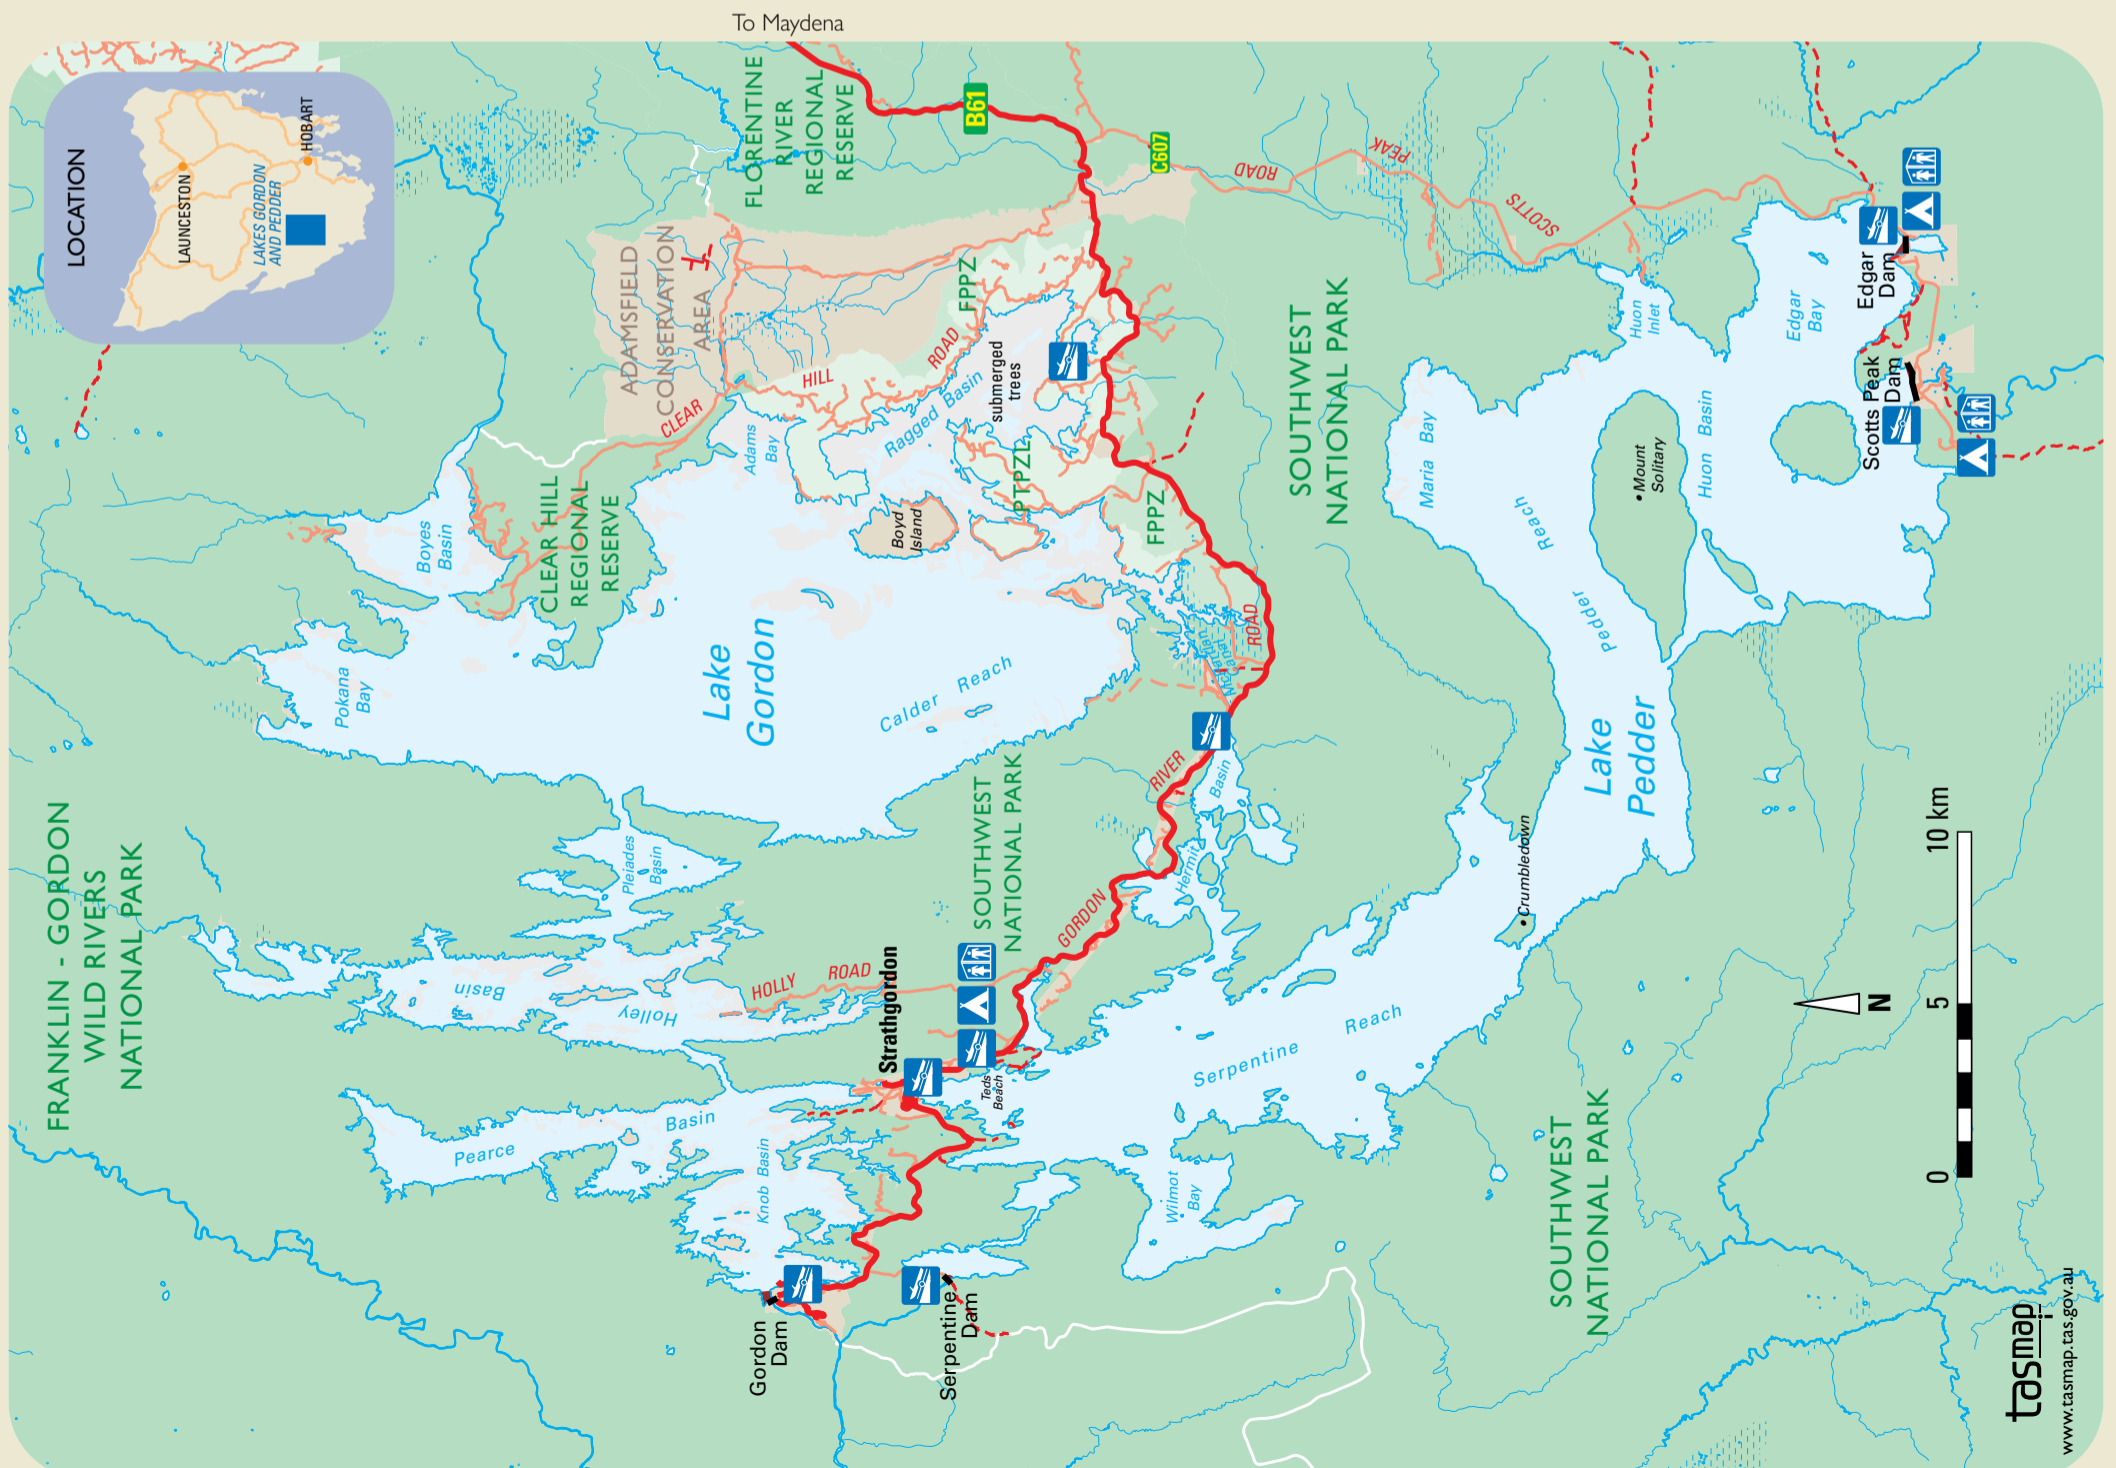 To Maydena
LOCATION
LAUNCESTON
HOBART
LAKES GORDON
AND PEDDER
FRANKLIN - GORDON
WILD RIVERS
NATIONAL PARK
FLORENTINE
RIVER
REGIONAL
RESERVE
B61
C607
ADAMSFIELD
CONSERVATION
AREA
CLEAR HILL
REGIONAL
RESERVE
CLEAR
HILL
ROAD
FPPZ
PTPZL
FPPZ
Boyes
Basin
Pokana
Bay
Adams
Bay
Ragged Basin
submerged
trees
Boyd
Island
Lake
Gordon
Calder Reach
Pleiades
Basin
Holley
Basin
Pearce
Basin
Knob Basin
HOLLY
ROAD
Strathgordon
Teds
Beach
SOUTHWEST
NATIONAL PARK
GORDON
RIVER
ROAD
McPartlan
Canal
Hermit
Basin
Gordon
Dam
Serpentine
Dam
Wilmot
Bay
Serpentine
Reach
Crumbledown
Lake
Pedder
Pedder
Reach
Maria Bay
Mount
Solitary
Huon Basin
Huon
Inlet
Edgar
Bay
Edgar
Dam
Scotts Peak
Dam
SCOTTS
PEAK
ROAD
SOUTHWEST
NATIONAL PARK
SOUTHWEST
NATIONAL PARK
N
0
5
10 km
tasmap
www.tasmap.tas.gov.au